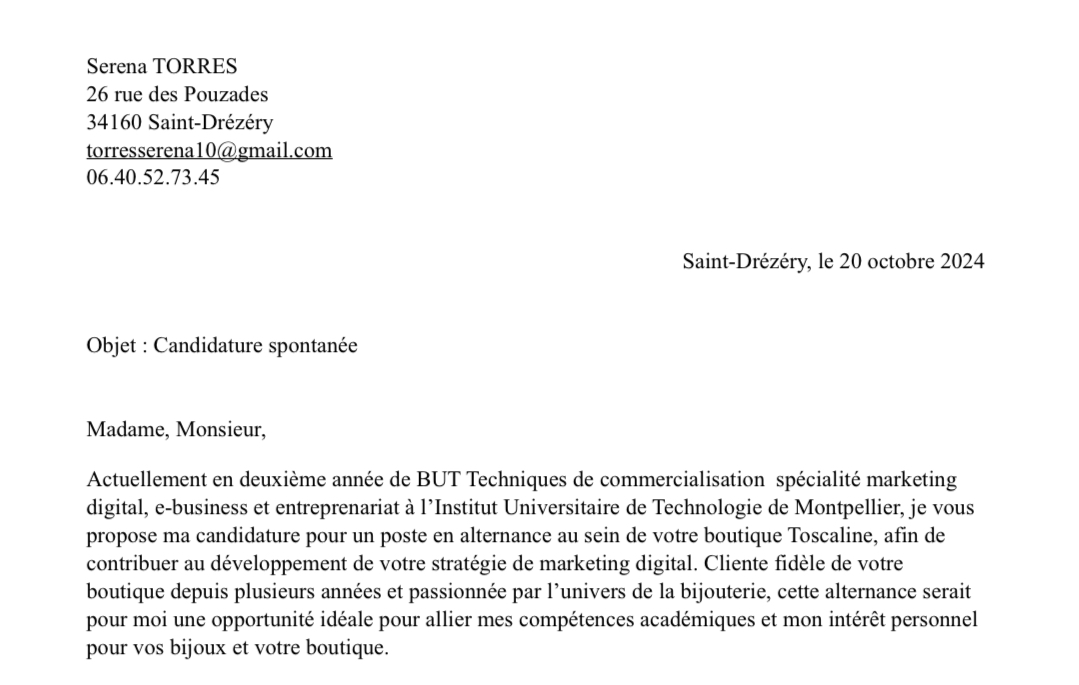 Serena TORRES
26 rue des Pouzades
34160 Saint-Drézéry
torresserena10@gmail.com
06.40.52.73.45
Saint-Drézéry, le 20 octobre 2024
Objet : Candidature spontanée
Madame, Monsieur,
Actuellement en deuxième année de BUT Techniques de commercialisation  spécialité marketing
digital, e-business et entreprenariat à l’Institut Universitaire de Technologie de Montpellier, je vous
propose ma candidature pour un poste en alternance au sein de votre boutique Toscaline, afin de
contribuer au développement de votre stratégie de marketing digital. Cliente fidèle de votre
boutique depuis plusieurs années et passionnée par l’univers de la bijouterie, cette alternance serait
pour moi une opportunité idéale pour allier mes compétences académiques et mon intérêt personnel
pour vos bijoux et votre boutique.